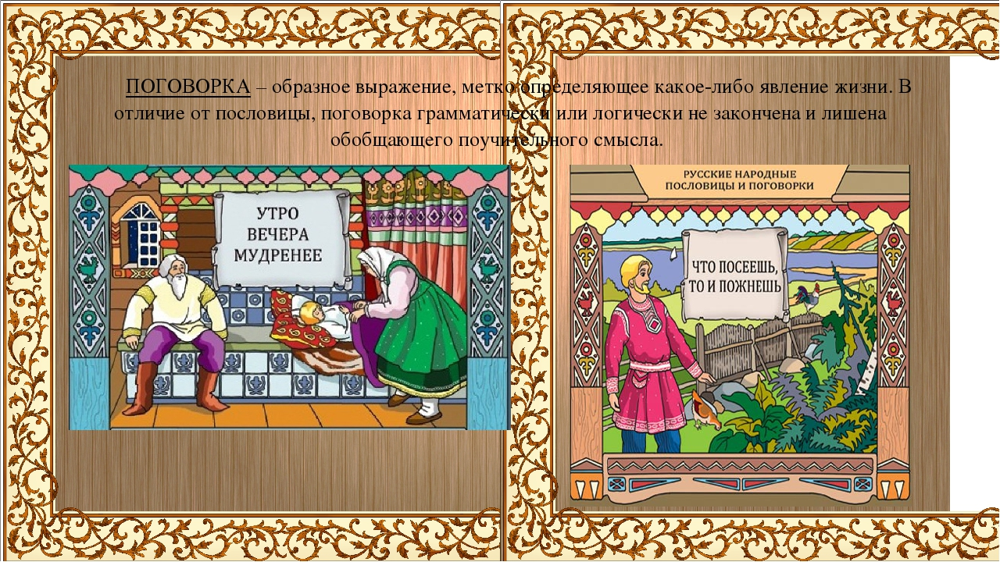 ПОГОВОРКА – образное выражение, метко определяющее какое-либо явление жизни. В
отличие от пословицы, поговорка грамматически или логически не закончена и лишена
обобщающего поучительного смысла.
УТРО
ВЕЧЕРА
МУДРЕНЕЕ
РУССКИЕ НАРОДНЫЕ
ПОСЛОВИЦЫ И ПОГОВОРКИ
ЧТО ПОСЕЕШЬ,
ТО И ПОЖНЕШЬ